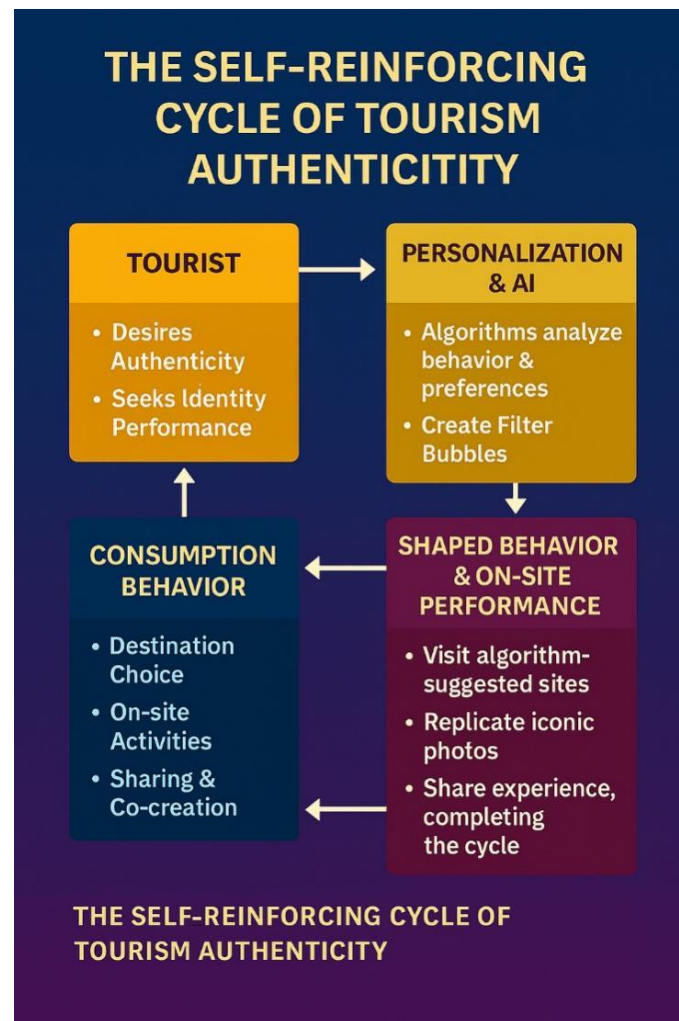 THE SELF-REINFORCING
CYCLE OF TOURISM
AUTHENTICITITY
TOURIST
• Desires
Authenticity
• Seeks Identity
Performance
PERSONALIZATION
& AI
• Algorithms analyze
behavior &
preferences
• Create Filter
Bubbles
CONSUMPTION
BEHAVIOR
• Destination
Choice
• On-site
Activities
• Sharing &
Co-creation
SHAPED BEHAVIOR
& ON-SITE
PERFORMANCE
• Visit algorithm-
suggested sites
• Replicate iconic
photos
• Share experience,
completing
the cycle
THE SELF-REINFORCING CYCLE OF
TOURISM AUTHENTICITY